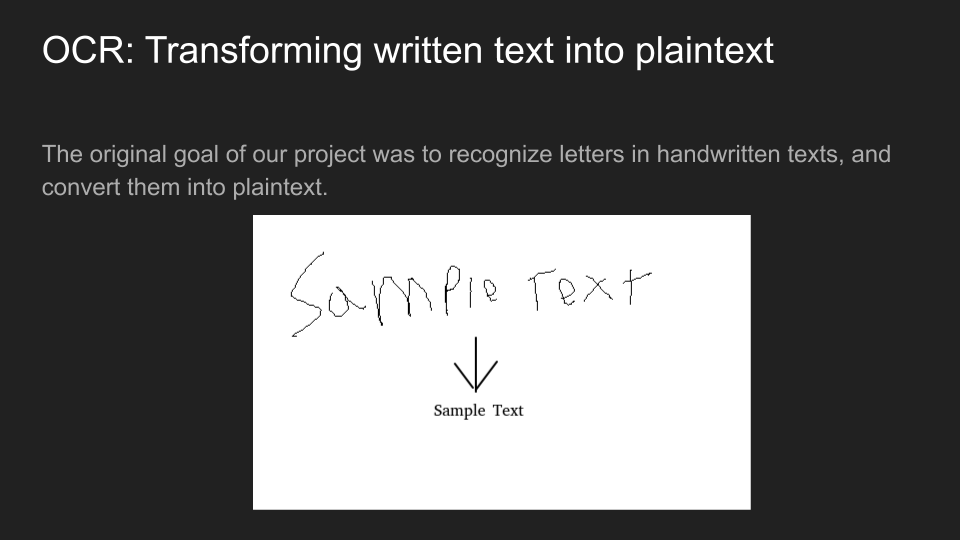 OCR: Transforming written text into plaintext
The original goal of our project was to recognize letters in handwritten texts, and
convert them into plaintext.
Sample Text
Sample Text